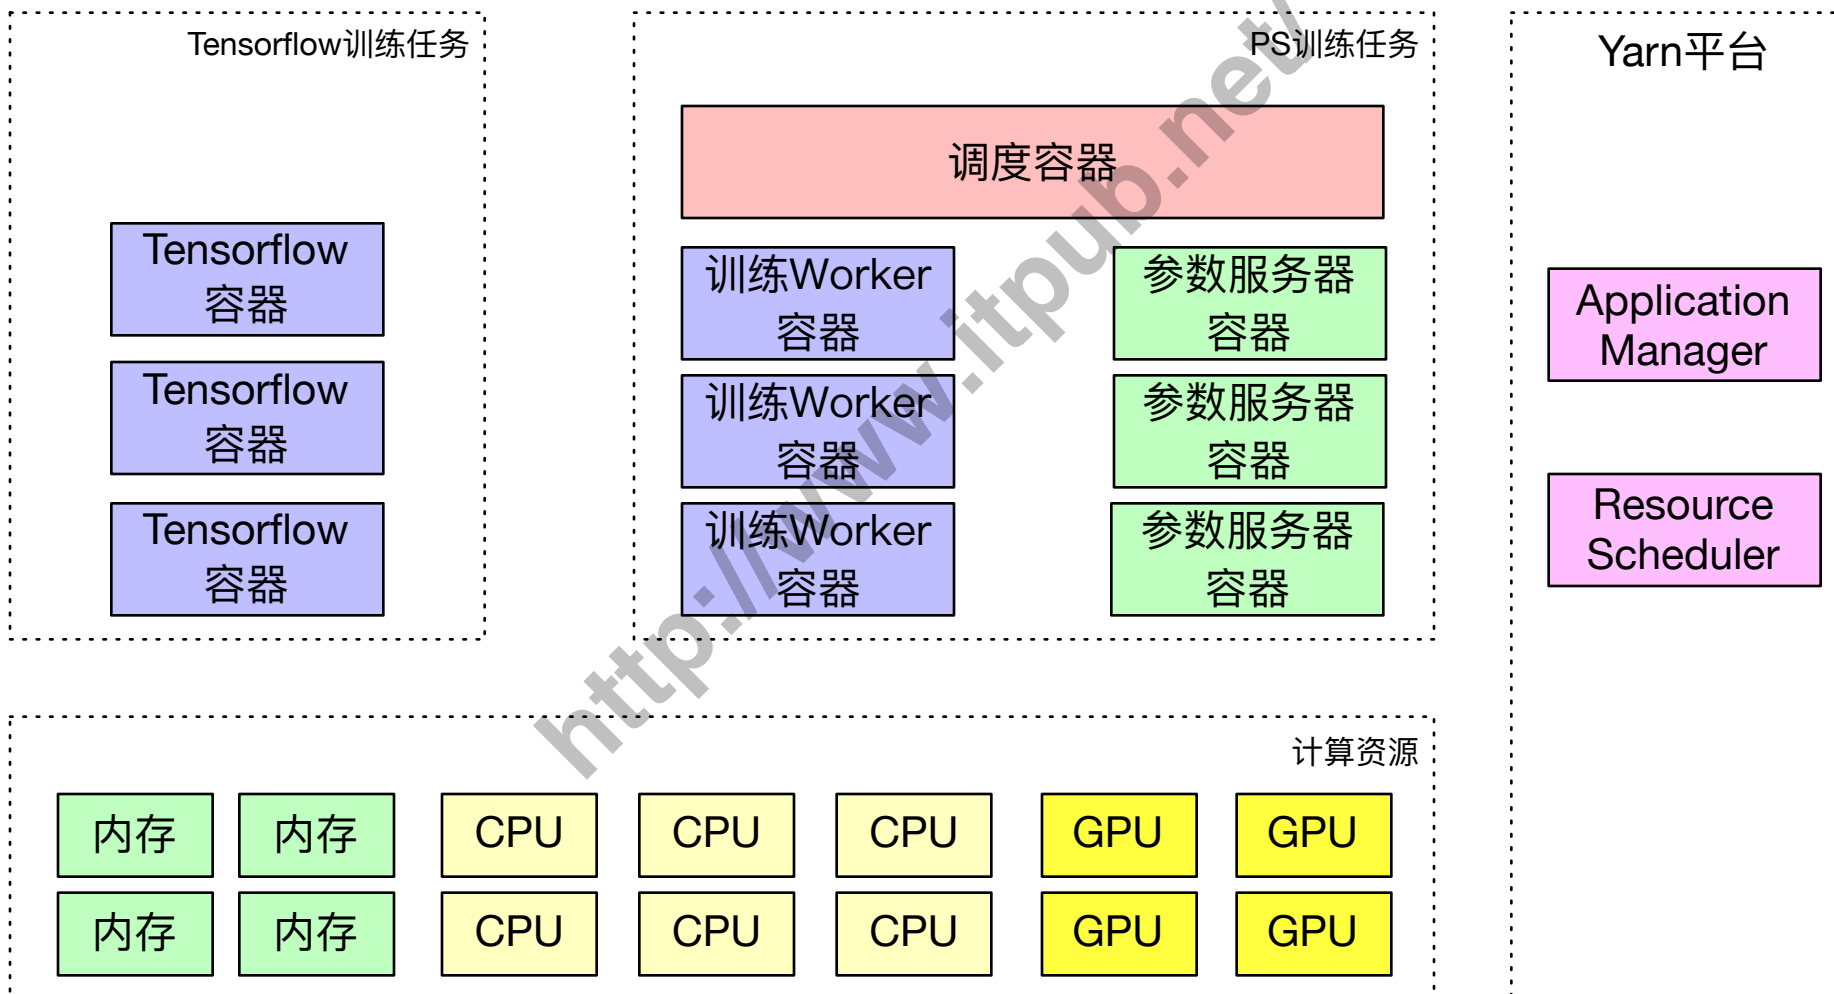 Tensorflow训练任务
Tensorflow
容器
Tensorflow
容器
Tensorflow
容器
PS训练任务
调度容器
训练Worker
容器
参数服务器
容器
训练Worker
容器
参数服务器
容器
训练Worker
容器
参数服务器
容器
Yarn平台
Application
Manager
Resource
Scheduler
计算资源
内存 内存 CPU CPU CPU GPU GPU
内存 内存 CPU CPU CPU GPU GPU
http://www.itpub.net/